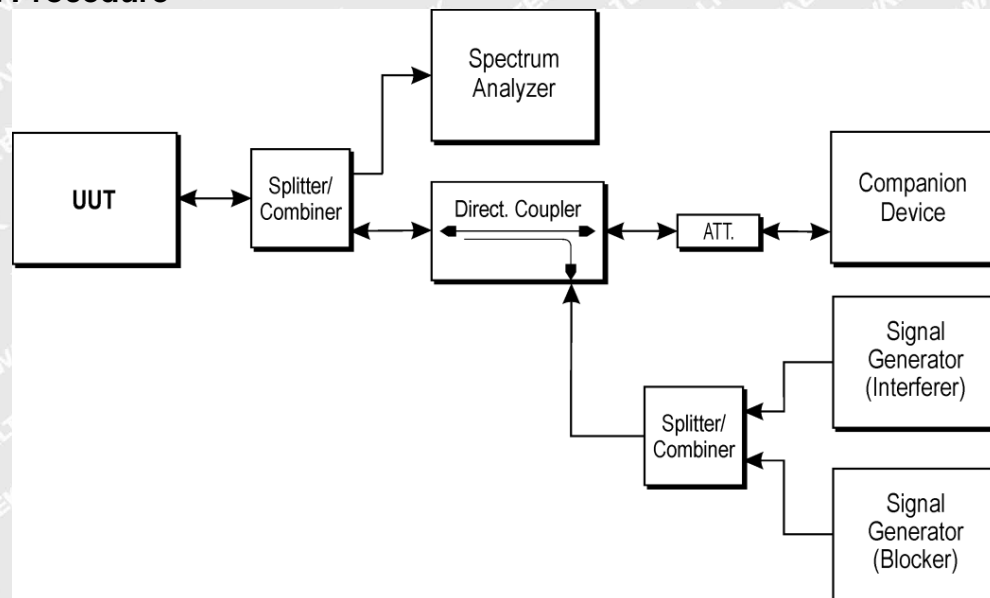 Spectrum
Analyzer
UUT
Splitter/
Combiner
Direct. Coupler
ATT.
Companion
Device
Signal
Generator
(Interferer)
Splitter/
Combiner
Signal
Generator
(Blocker)